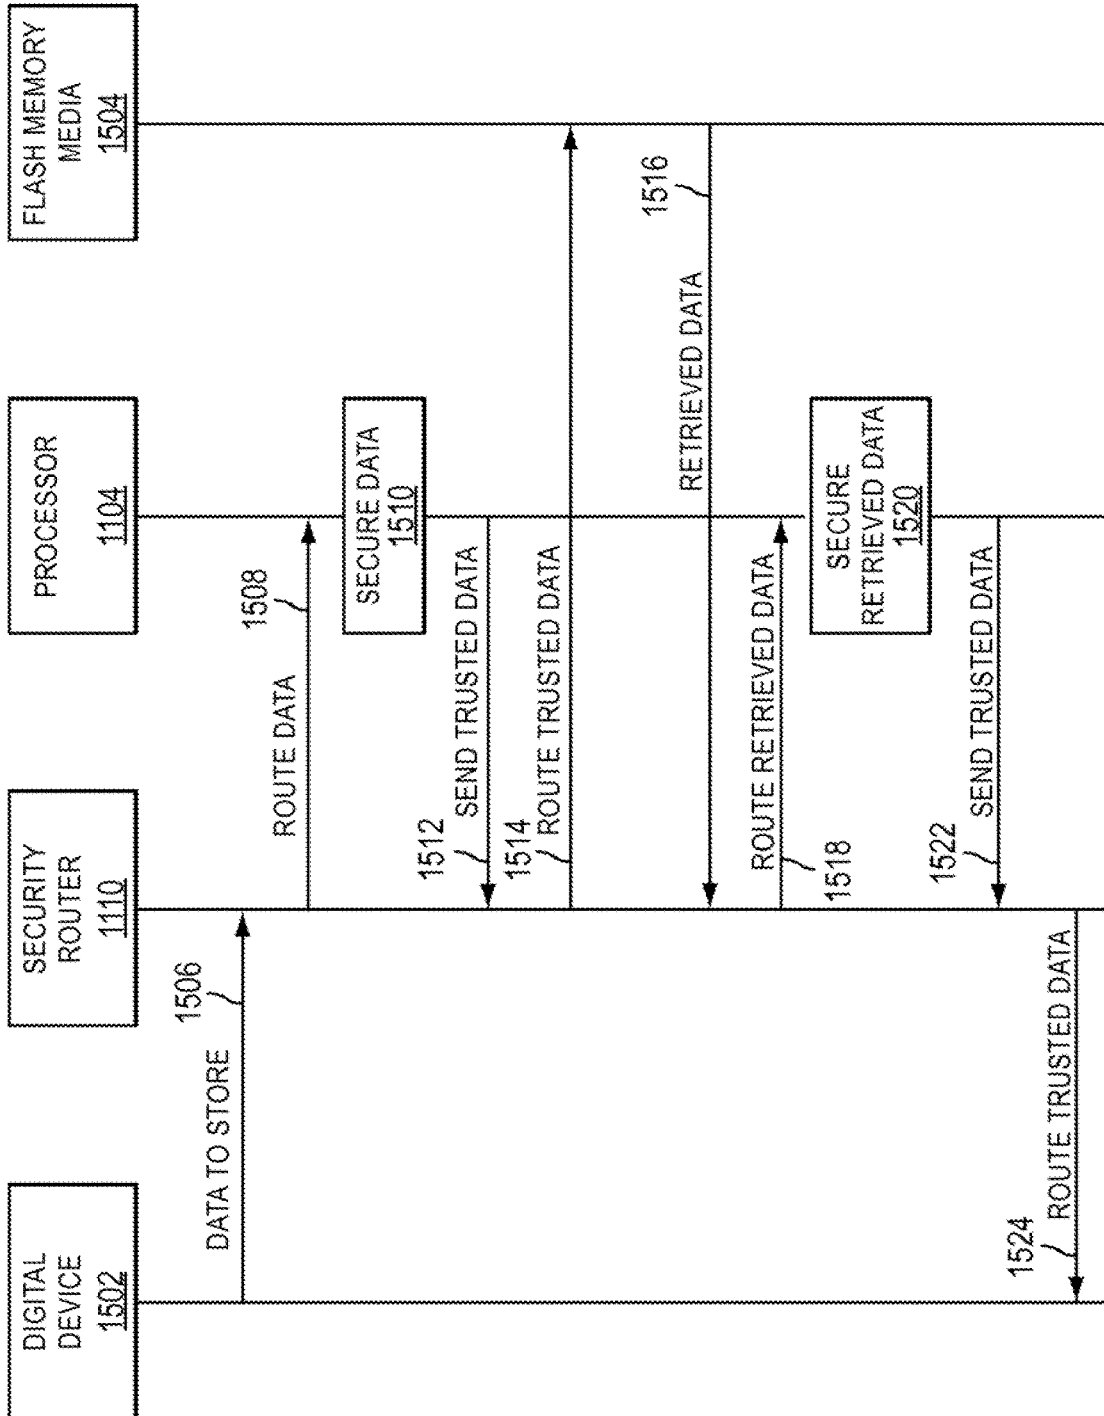 DIGITAL
DEVICE
1502
SECURITY
ROUTER
1110
PROCESSOR
1104
FLASH MEMORY
MEDIA
1504
DATA TO STORE
1506
ROUTE DATA
1508
SECURE DATA
1510
1512
SEND TRUSTED DATA
1514
ROUTE TRUSTED DATA
RETRIEVED DATA
1516
ROUTE RETRIEVED DATA
1518
SECURE
RETRIEVED DATA
1520
1522
SEND TRUSTED DATA
1524
ROUTE TRUSTED DATA